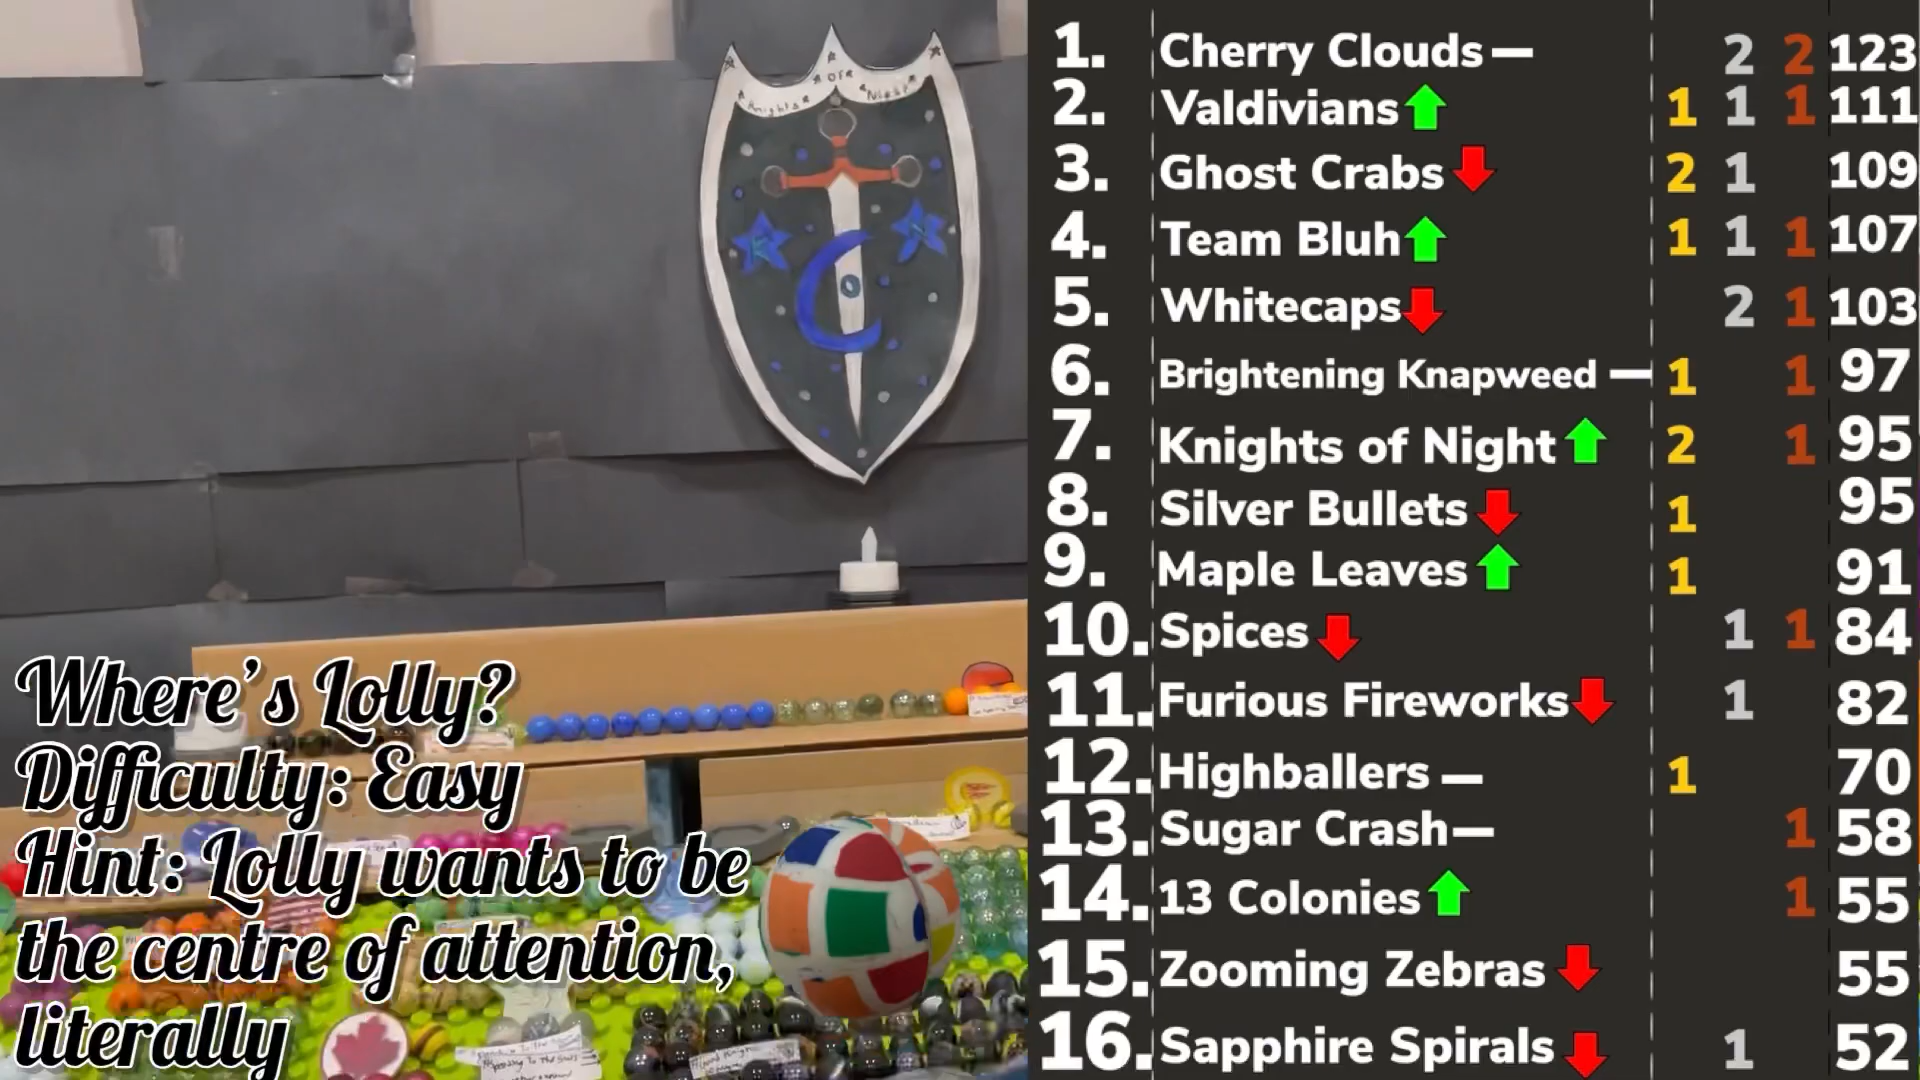 Knights
OF
Night
Where's Lolly?
Difficulty: Easy
Hint: Lolly wants to be
the centre of attention,
literally
1. Cherry Clouds — 2 2 123
2. Valdivians 1 1 1 111
3. Ghost Crabs 2 1 109
4. Team Bluh 1 1 1 107
5. Whitecaps 2 1 103
6. Brightening Knapweed — 1 1 97
7. Knights of Night 2 1 95
8. Silver Bullets 1 95
9. Maple Leaves 1 91
10. Spices 1 1 84
11. Furious Fireworks 1 82
12. Highballers — 1 70
13. Sugar Crash — 1 58
14. 13 Colonies 1 55
15. Zooming Zebras 55
16. Sapphire Spirals 1 52